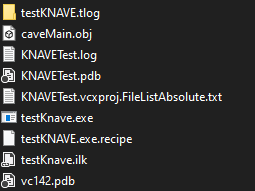 testKNAVE.tlog
caveMain.obj
KNAVETest.log
KNAVETest.pdb
KNAVETest.vcxproj.FileListAbsolute.txt
testKnave.exe
testKNAVE.exe.recipe
testKnave.ilk
vc142.pdb